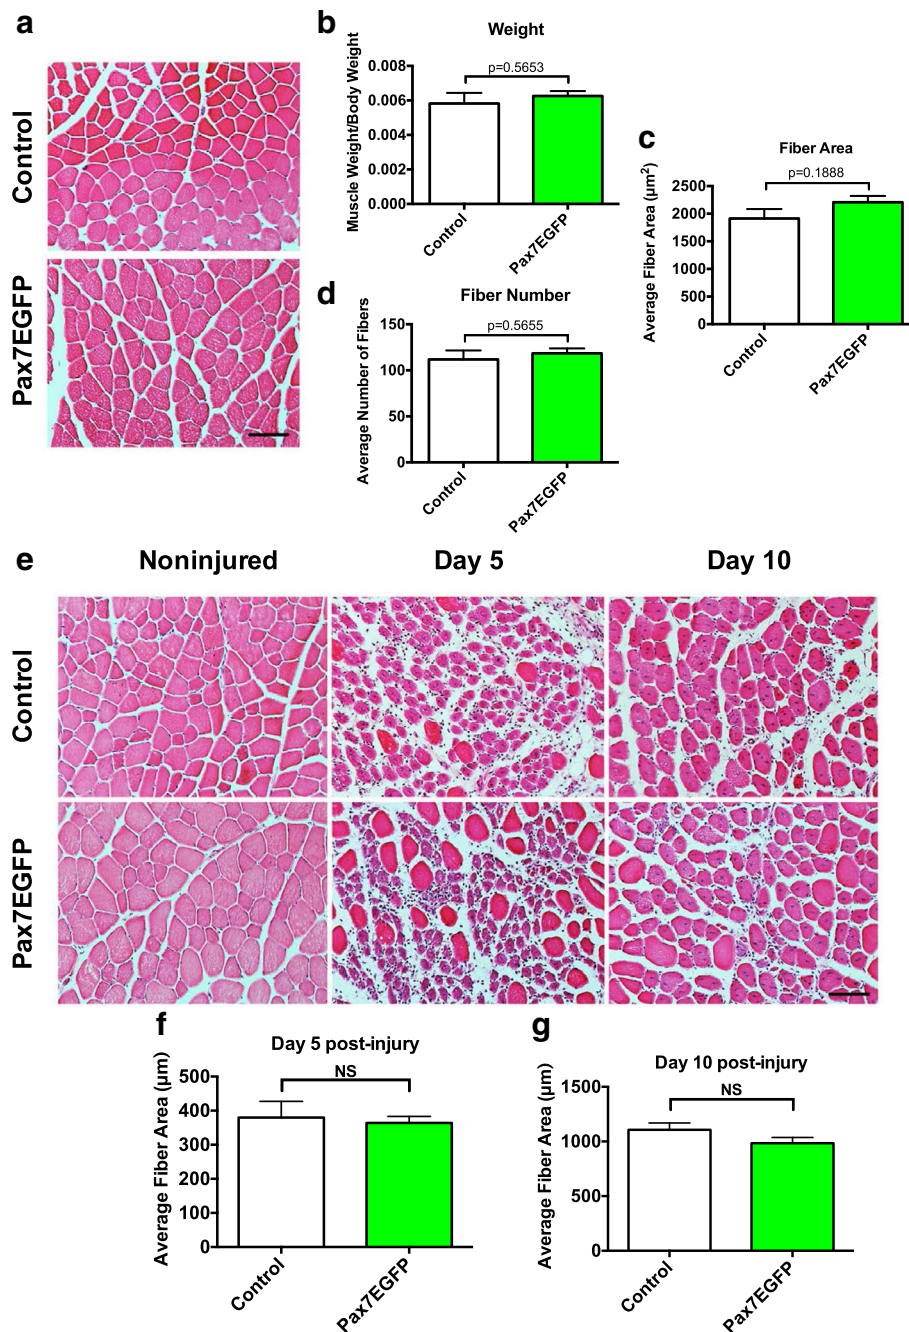 a
Control
Pax7EGFP
b
Weight
Muscle Weight/Body Weight
0.008
0.006
0.004
0.002
0.000
p=0.5653
Control
Pax7EGFP
c
Fiber Area
Average Fiber Area (µm²)
2500
2000
1500
1000
500
0
p=0.1888
Control
Pax7EGFP
d
Fiber Number
Average Number of Fibers
150
100
50
0
p=0.5655
Control
Pax7EGFP
e
Noninjured
Day 5
Day 10
Control
Pax7EGFP
f
Day 5 post-injury
Average Fiber Area (µm)
500
400
300
200
100
0
NS
Control
Pax7EGFP
g
Day 10 post-injury
Average Fiber Area (µm)
1500
1000
500
0
NS
Control
Pax7EGFP